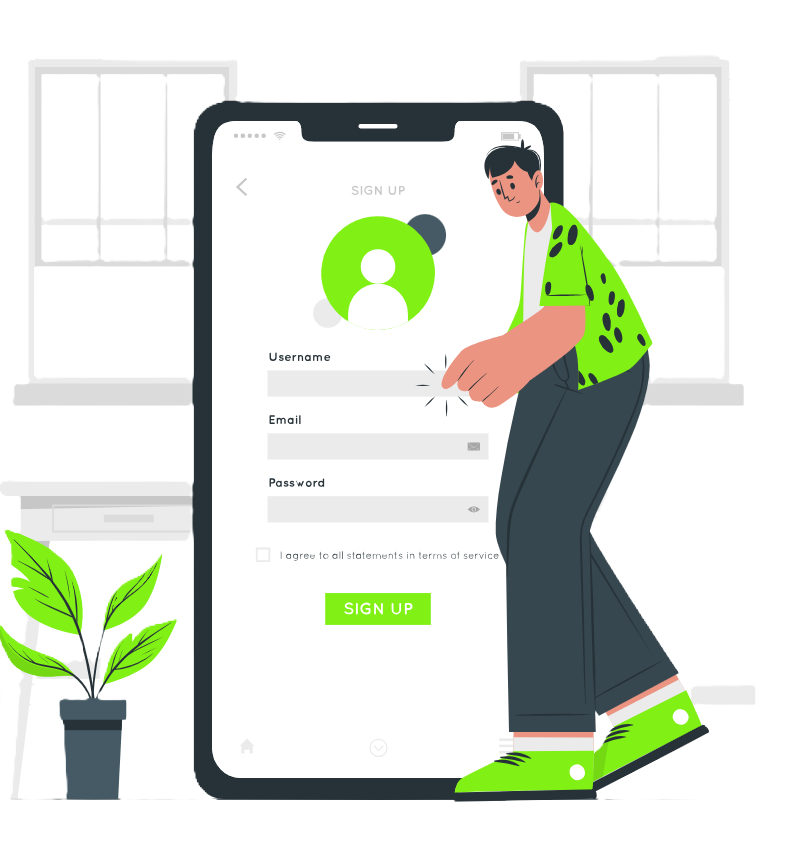 SIGN UP
Username
Email
Password
I agree to all statements in terms of service
SIGN UP